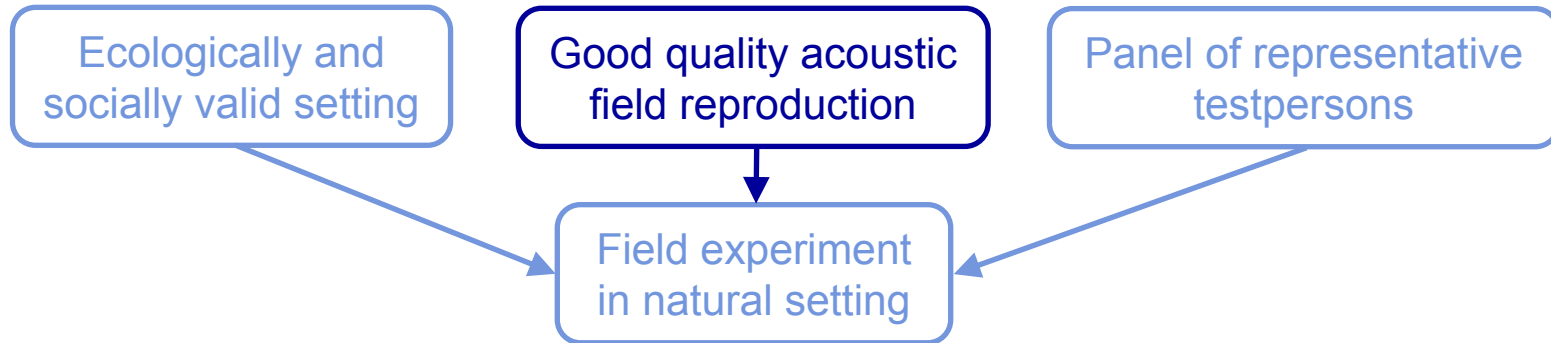 Ecologically and
socially valid setting
Good quality acoustic
field reproduction
Panel of representative
testpersons
Field experiment
in natural setting